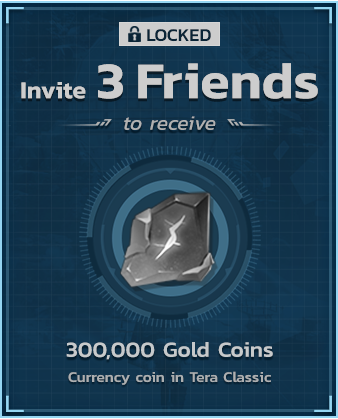 LOCKED
Invite 3 Friends
to receive
300,000 Gold Coins
Currency coin in Tera Classic